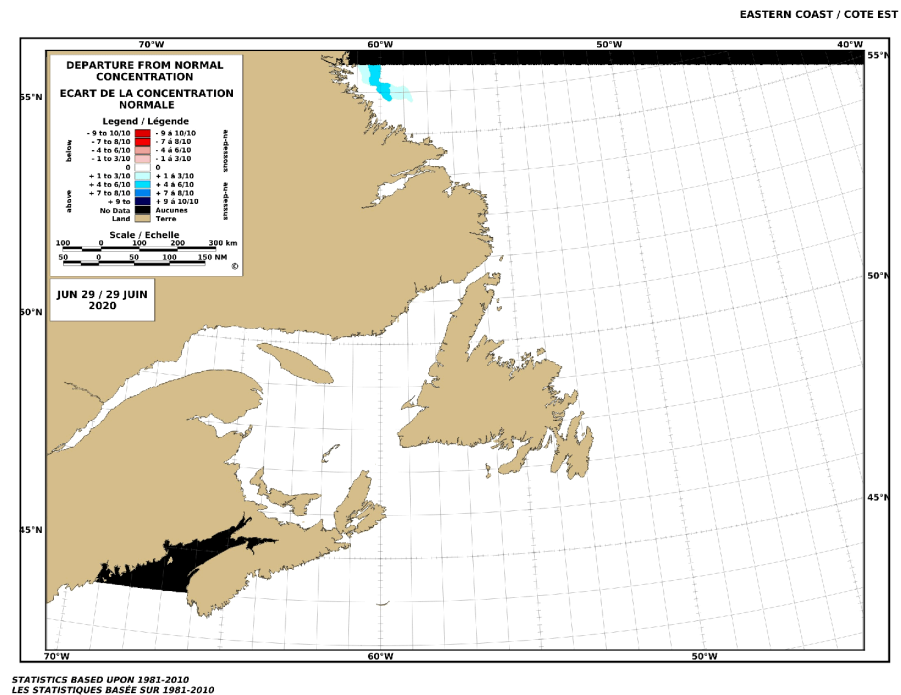 EASTERN COAST / COTE EST
70°W 60°W 50°W 40°W
55°N
DEPARTURE FROM NORMAL
CONCENTRATION
ECART DE LA CONCENTRATION
NORMALE
Legend / Légende
below
au-dessous
- 9 to 10/10 - 9 à 10/10
- 7 to 8/10 - 7 á 8/10
- 4 to 6/10 - 4 á 6/10
- 1 to 3/10 - 1 á 3/10
0 0
+ 1 to 3/10 + 1 á 3/10
+ 4 to 6/10 + 4 á 6/10
+ 7 to 8/10 + 7 á 8/10
+ 9 to + 9 á 10/10
above
au-dessus
No Data Aucunes
Land Terre
Scale / Echelle
100 0 100 200 300 km
50 0 50 100 150 NM
©
JUN 29 / 29 JUIN
2020
55°N
50°N
50°N
45°N
45°N
70°W 60°W 50°W
STATISTICS BASED UPON 1981-2010
LES STATISTIQUES BASÉE SUR 1981-2010